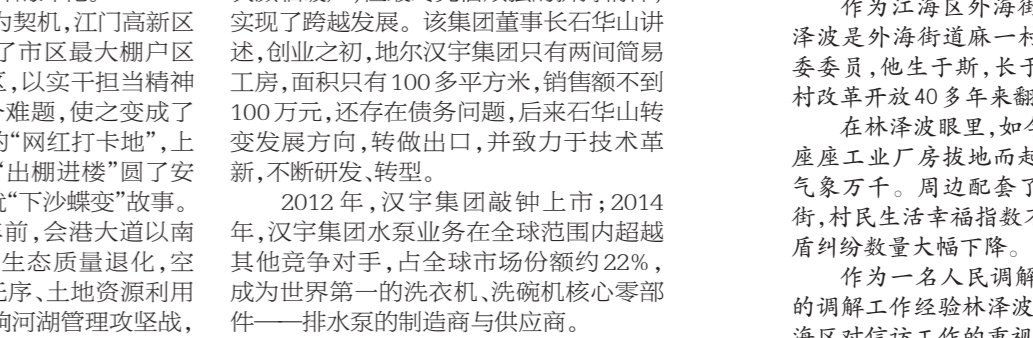 为契机,江门高新区
了市区最大棚户区
区,以实干担当精神
难题,使之变成了
的“网红打卡地”,上
“出棚进楼”圆了安
“下沙蝶变”故事。
年前,会港大道以南
生态质量退化,空
无序、土地资源利用
响河湖管理攻坚战,
实现了跨越发展。该集团董事长石华山讲
述,创业之初,地尔汉宇集团只有两间简易
工房,面积只有100多平方米,销售额不到
100万元,还存在债务问题,后来石华山转
变发展方向,转做出口,并致力于技术革
新,不断研发、转型。
2012年,汉宇集团敲钟上市;2014
年,汉宇集团水泵业务在全球范围内超越
其他竞争对手,占全球市场份额约22%,
成为世界第一的洗衣机、洗碗机核心零部
件——排水泵的制造商与供应商。
作为江海区外海街
泽波是外海街道麻一村
委委员,他生于斯,长于
村改革开放40多年来翻
在林泽波眼里,如今
座座工业厂房拔地而起
气象万千。周边配套了
街,村民生活幸福指数不
盾纠纷数量大幅下降。
作为一名人民调解
的调解工作经验林泽波
海区对信访工作的重视